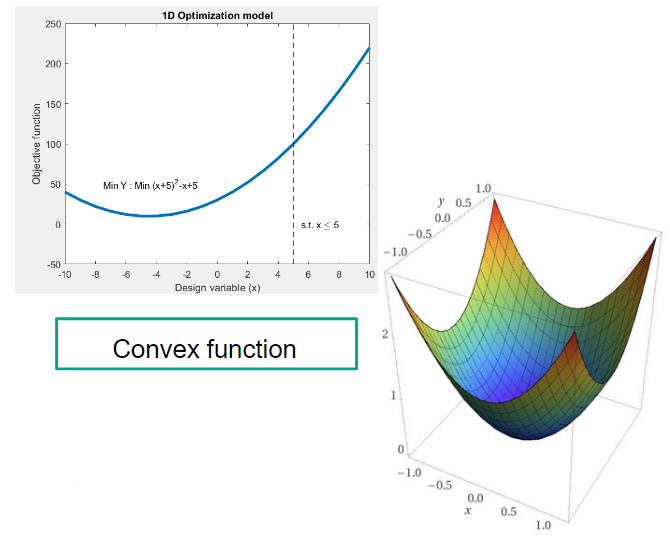 1D Optimization model
250
200
150
100
50
0
-50
Objective function
Min Y : Min (x+5)²-x+5
s.t. x ≤ 5
-10 -8 -6 -4 -2 0 2 4 6 8 10
Design variable (x)
Convex function
1.0
y 0.5
0.0
-0.5
-1.0
2
1
0
-1.0
-0.5
0.0
x 0.5
1.0